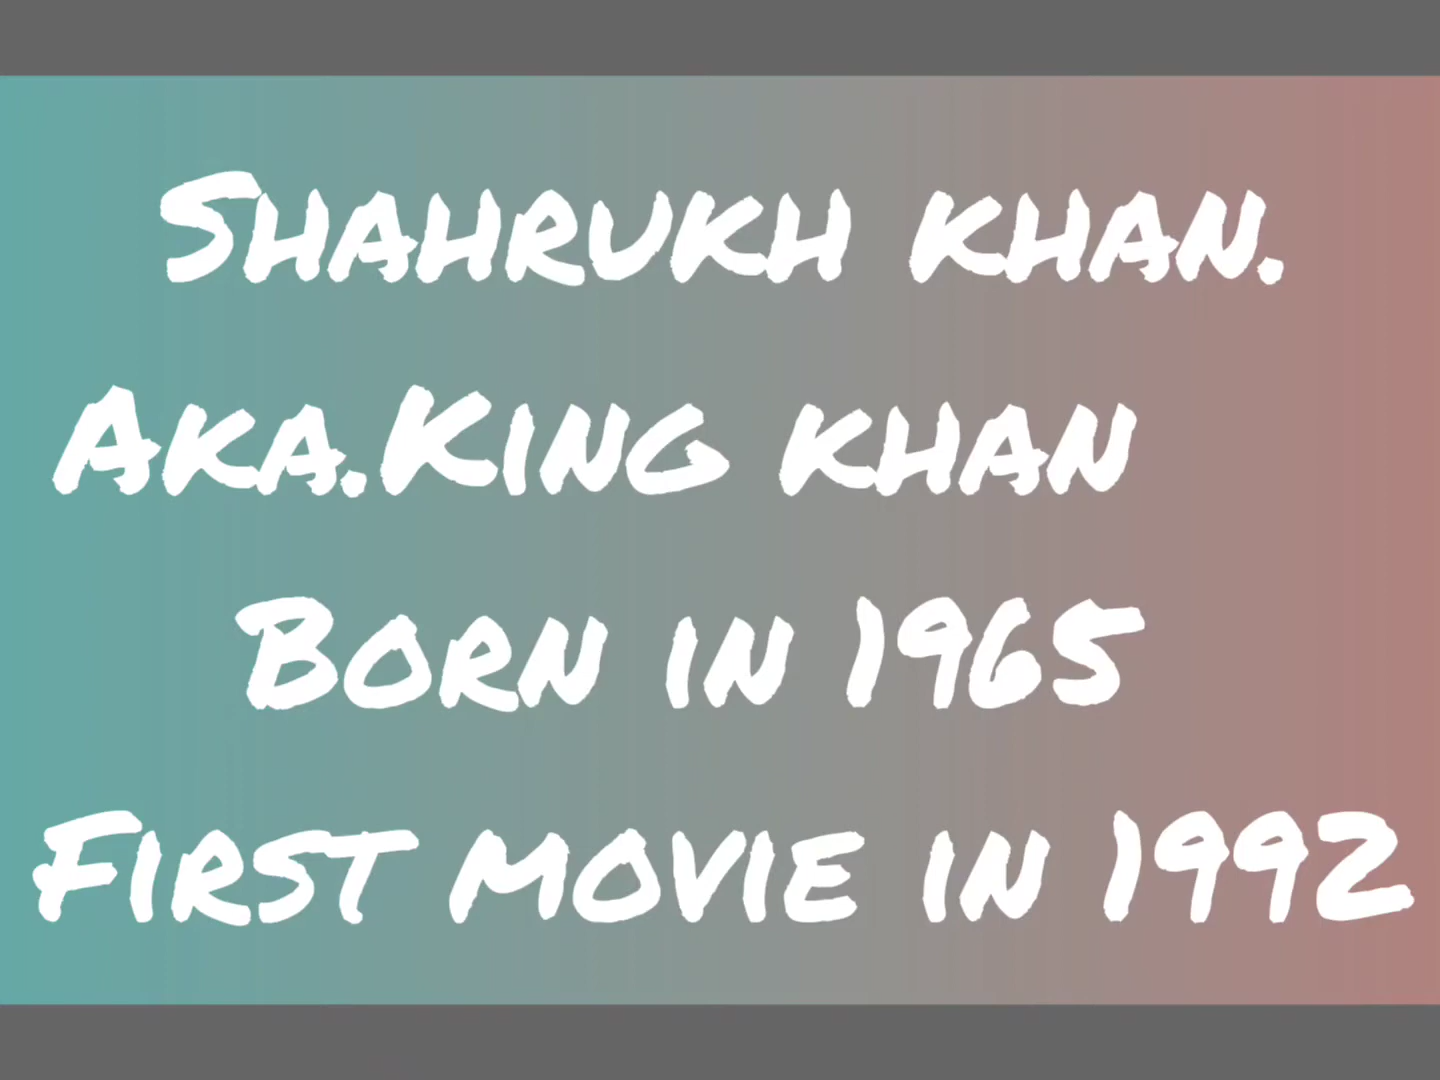 Shahrukh khan.
Aka.King khan
Born in 1965
First movie in 1992